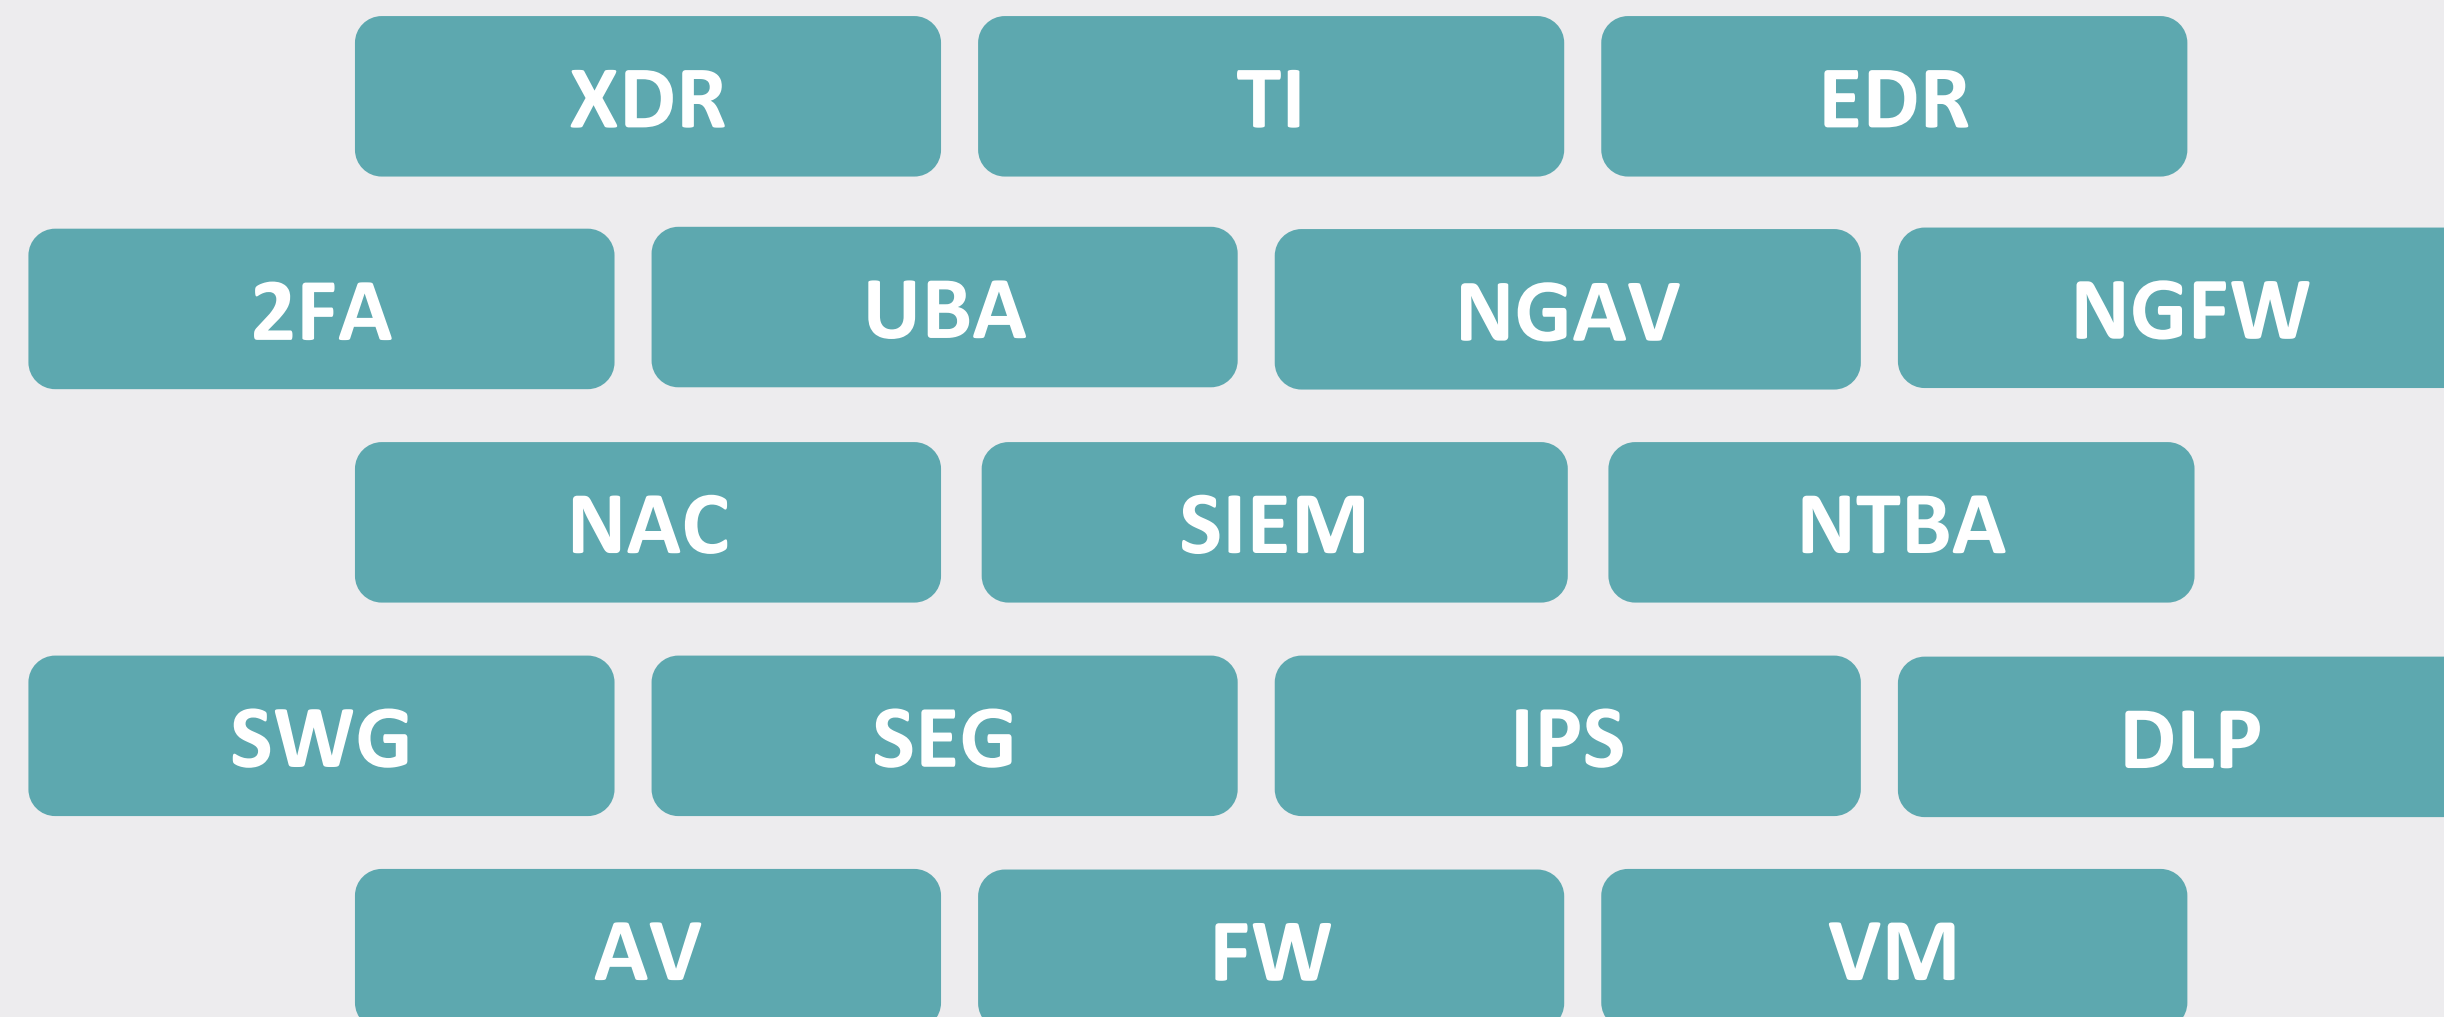 XDR TI EDR
2FA UBA NGAV NGFW
NAC SIEM NTBA
SWG SEG IPS DLP
AV FW VM